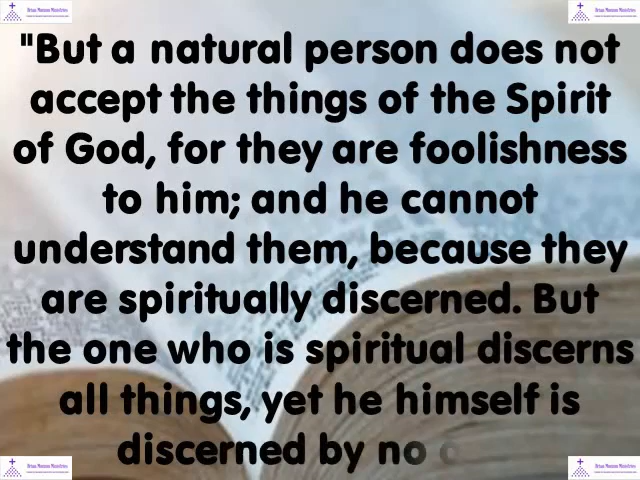 "But a natural person does not
accept the things of the Spirit
of God, for they are foolishness
to him; and he cannot
understand them, because they
are spiritually discerned. But
the one who is spiritual discerns
all things, yet he himself is
discerned by no